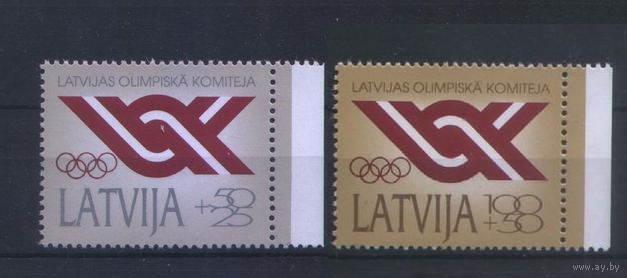 LATVIJAS OLIMPISKĀ KOMITEJA
LATVIJA 50+25
LATVIJAS OLIMPISKĀ KOMITEJA
LATVIJA 100+50
www.ay.by